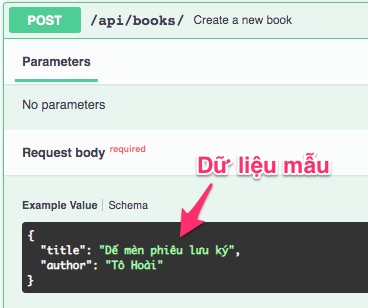 POST /api/books/ Create a new book
Parameters
No parameters
Request body required
Dữ liệu mẫu
Example Value Schema
{
"title": "Dế mèn phiêu lưu ký",
"author": "Tô Hoài"
}